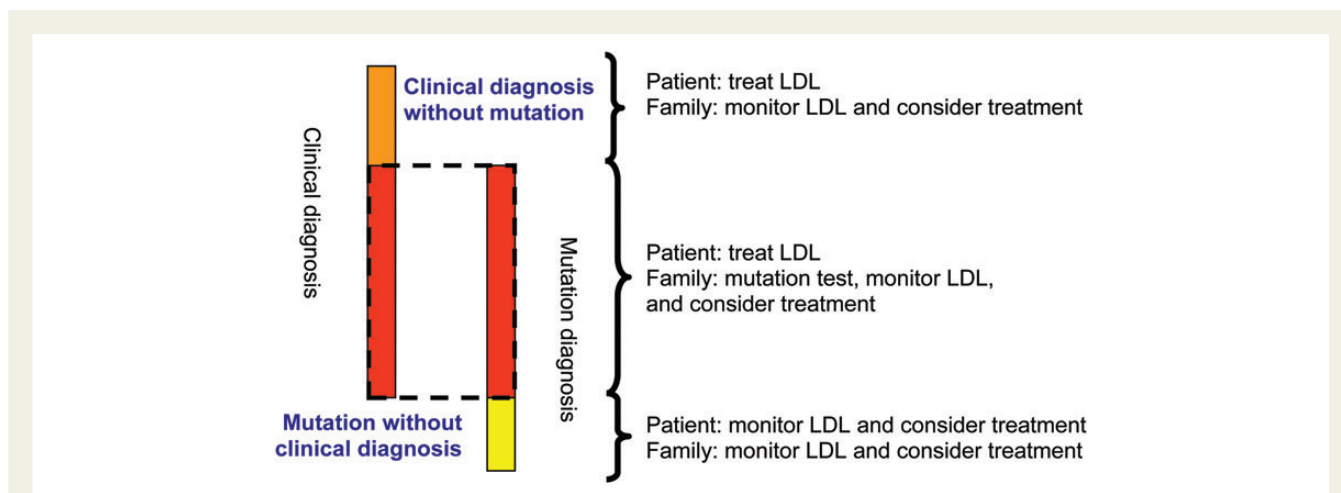 Clinical diagnosis
without mutation
Patient: treat LDL
Family: monitor LDL and consider treatment
Clinical diagnosis
Mutation diagnosis
Patient: treat LDL
Family: mutation test, monitor LDL,
and consider treatment
Mutation without
clinical diagnosis
Patient: monitor LDL and consider treatment
Family: monitor LDL and consider treatment